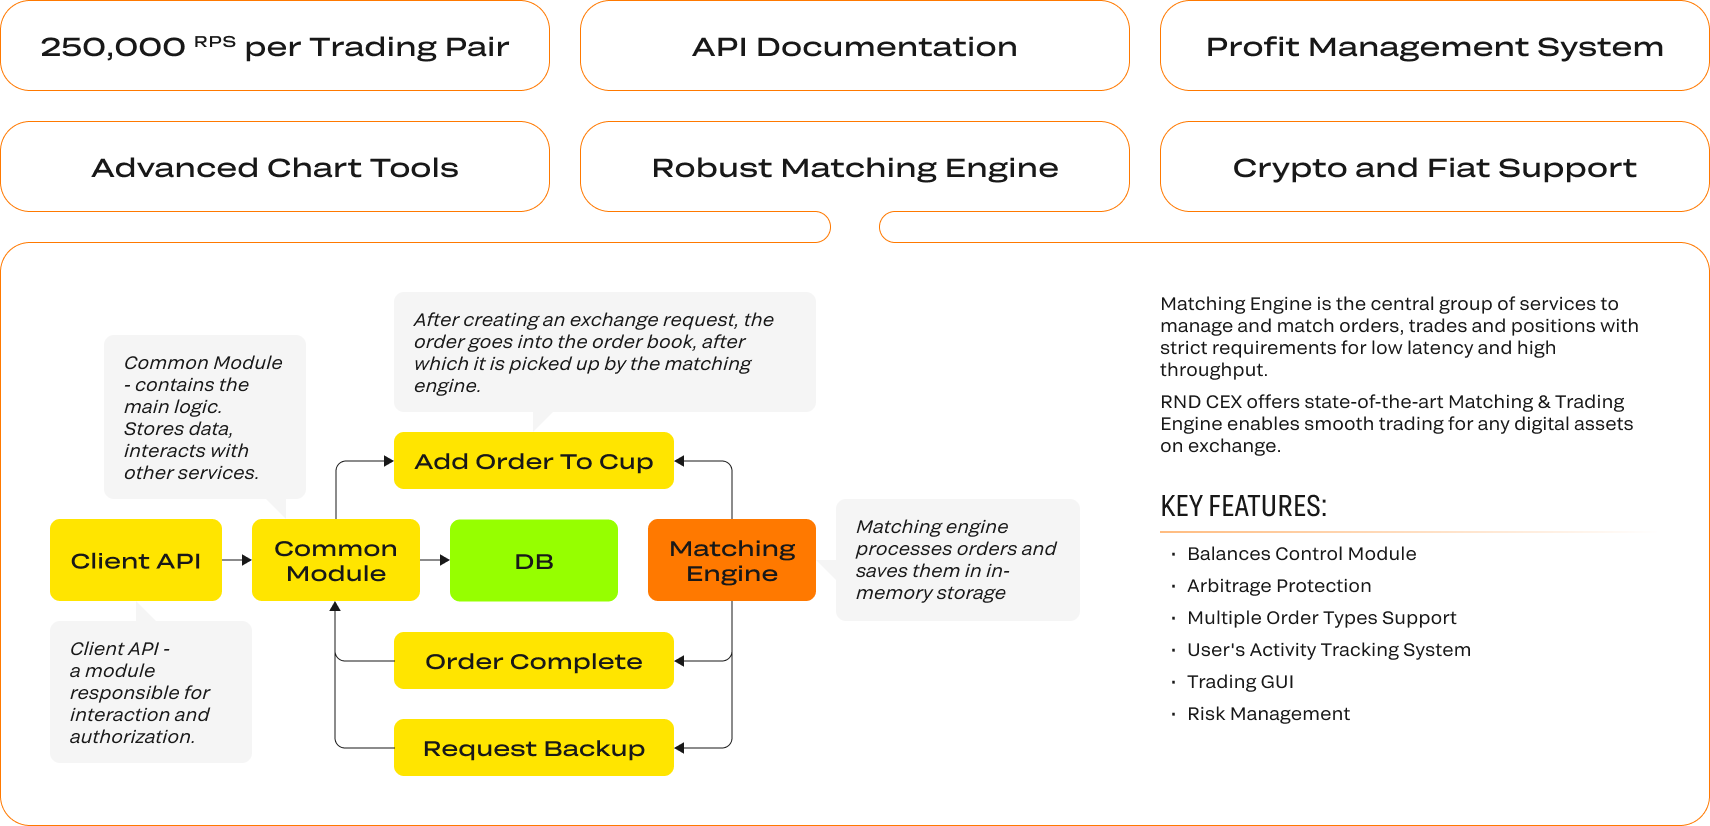 250,000 RPS per Trading Pair
API Documentation
Profit Management System
Advanced Chart Tools
Robust Matching Engine
Crypto and Fiat Support
After creating an exchange request, the
order goes into the order book, after
which it is picked up by the matching
engine.
Common Module
- contains the
main logic.
Stores data,
interacts with
other services.
Add Order To Cup
Client API
Common
Module
DB
Matching
Engine
Matching engine
processes orders and
saves them in in-
memory storage
Client API -
a module
responsible for
interaction and
authorization.
Order Complete
Request Backup
Matching Engine is the central group of services to
manage and match orders, trades and positions with
strict requirements for low latency and high
throughput.
RND CEX offers state-of-the-art Matching & Trading
Engine enables smooth trading for any digital assets
on exchange.
KEY FEATURES:
· Balances Control Module
· Arbitrage Protection
· Multiple Order Types Support
· User's Activity Tracking System
· Trading GUI
· Risk Management